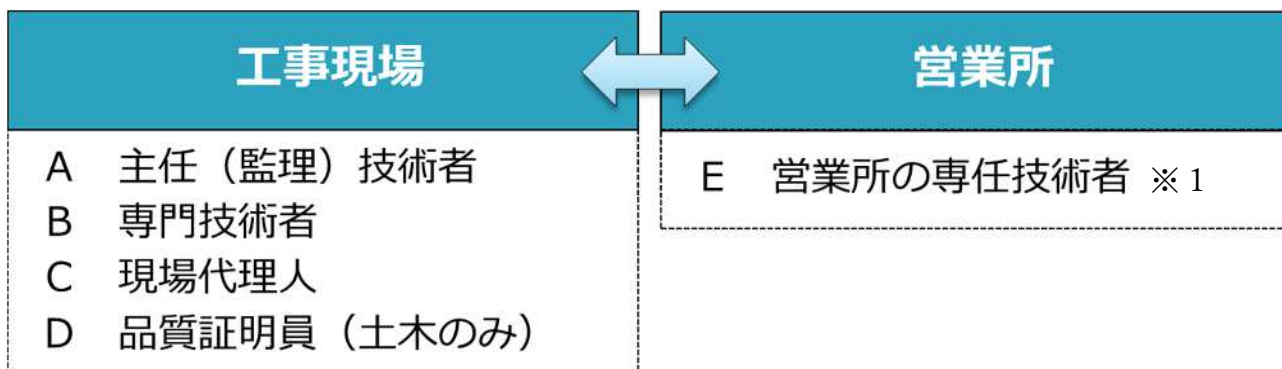 工事現場
A 主任（監理）技術者
B 専門技術者
C 現場代理人
D 品質証明員（土木のみ）
営業所
E 営業所の専任技術者 ※1